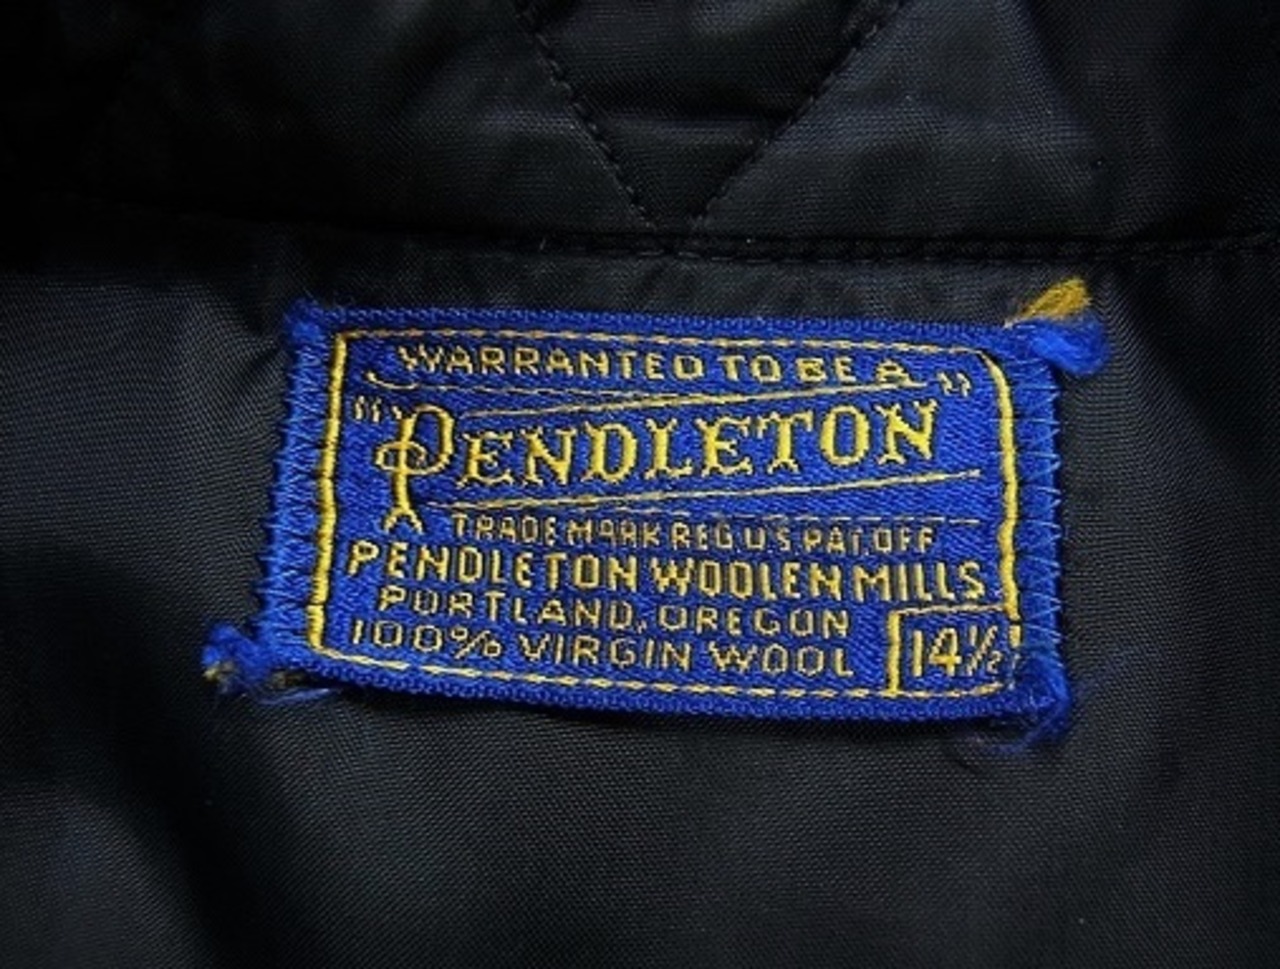 WARRANTED TO BE A
"PENDLETON"
TRADE MARK REG. U.S. PAT. OFF
PENDLETON WOOLEN MILLS
PORTLAND, OREGON
100% VIRGIN WOOL
14½